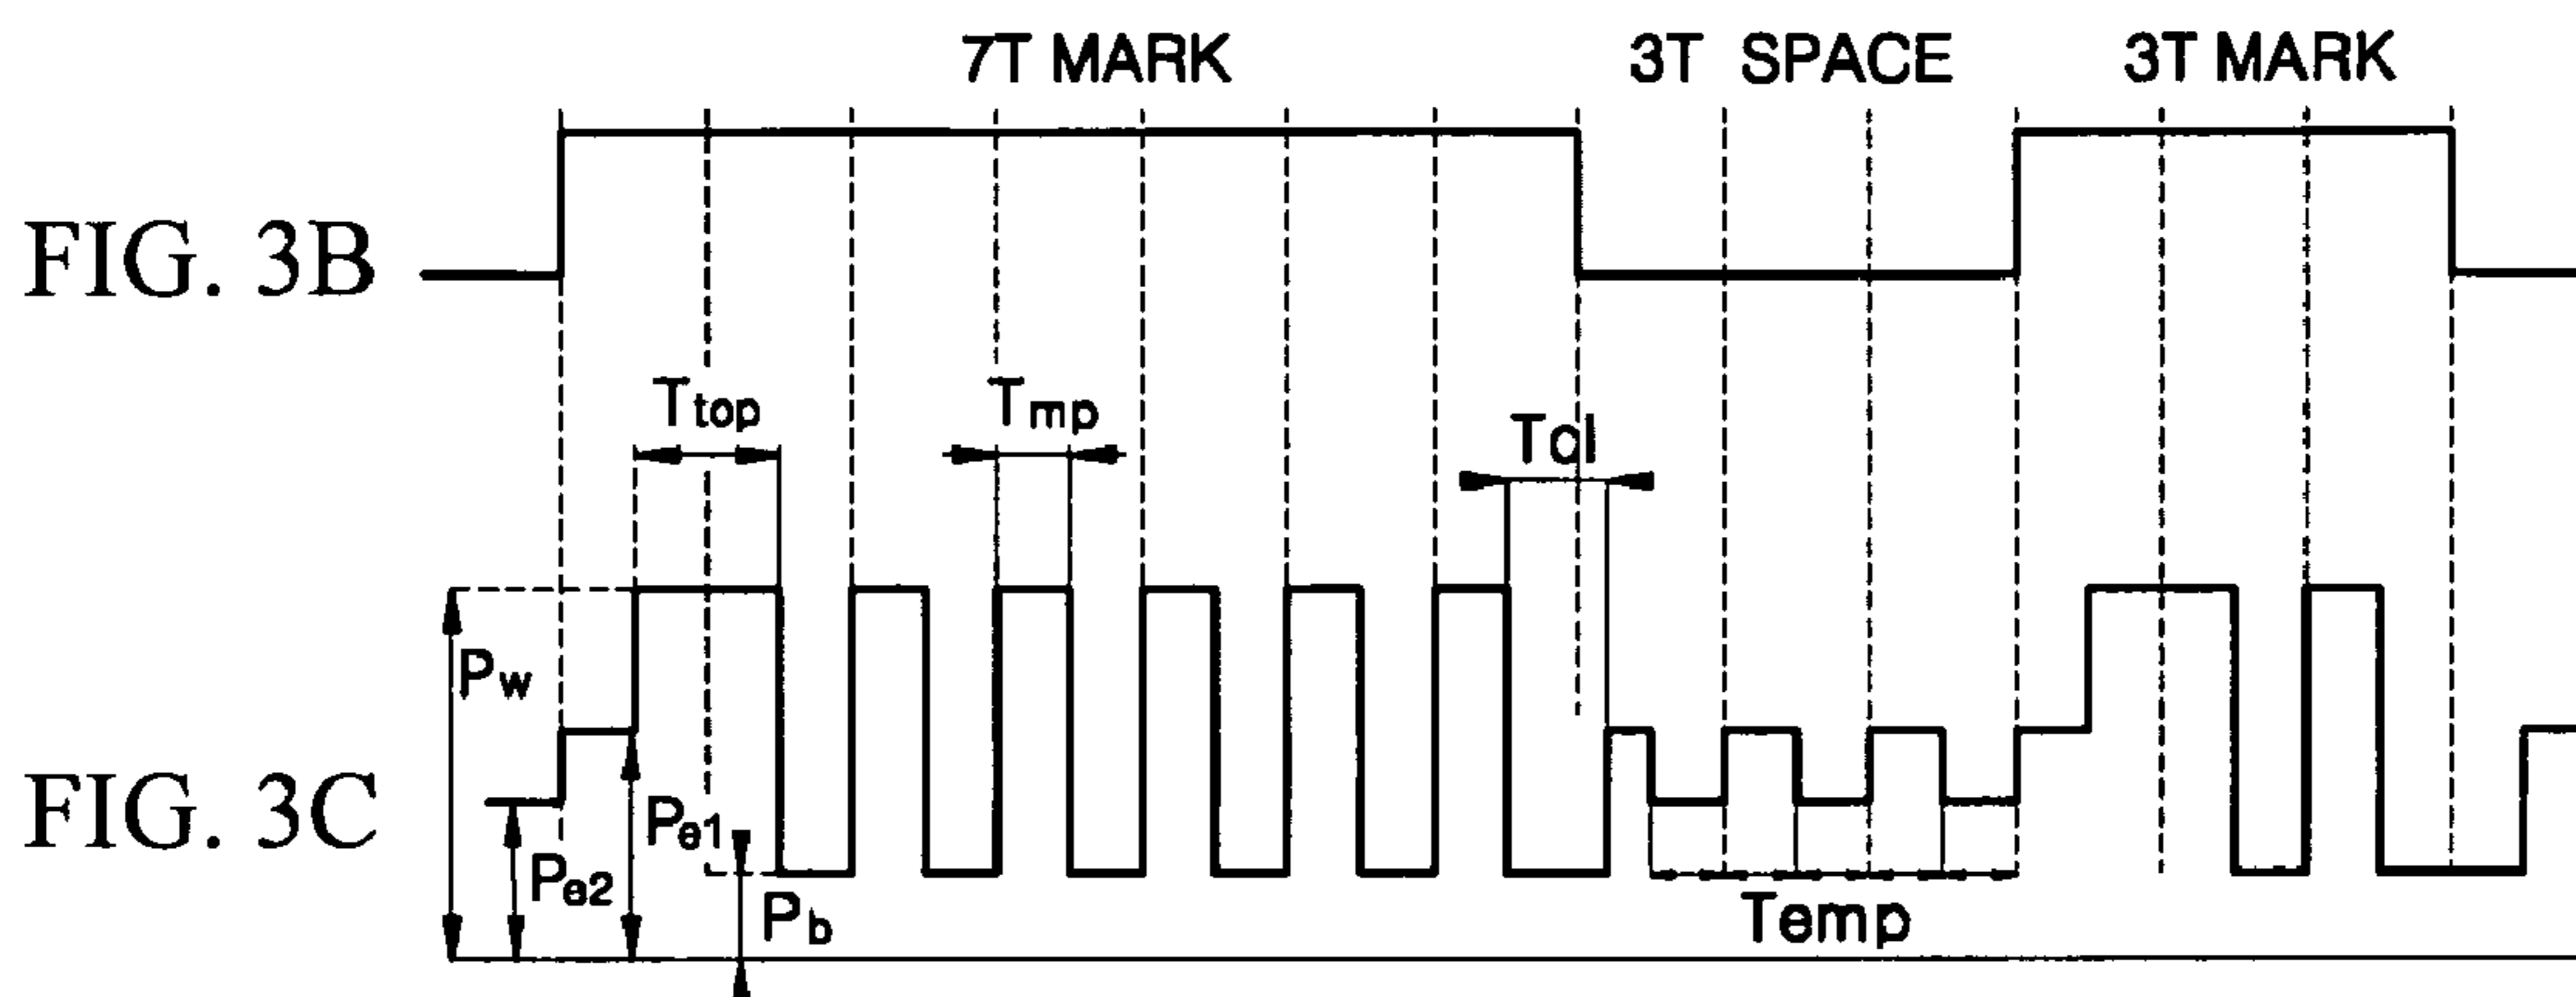 7T MARK 3T SPACE 3T MARK
FIG. 3B
Ttop Tmp Tcl
Pw
FIG. 3C
Pe1
Pe2
Pb
Temp